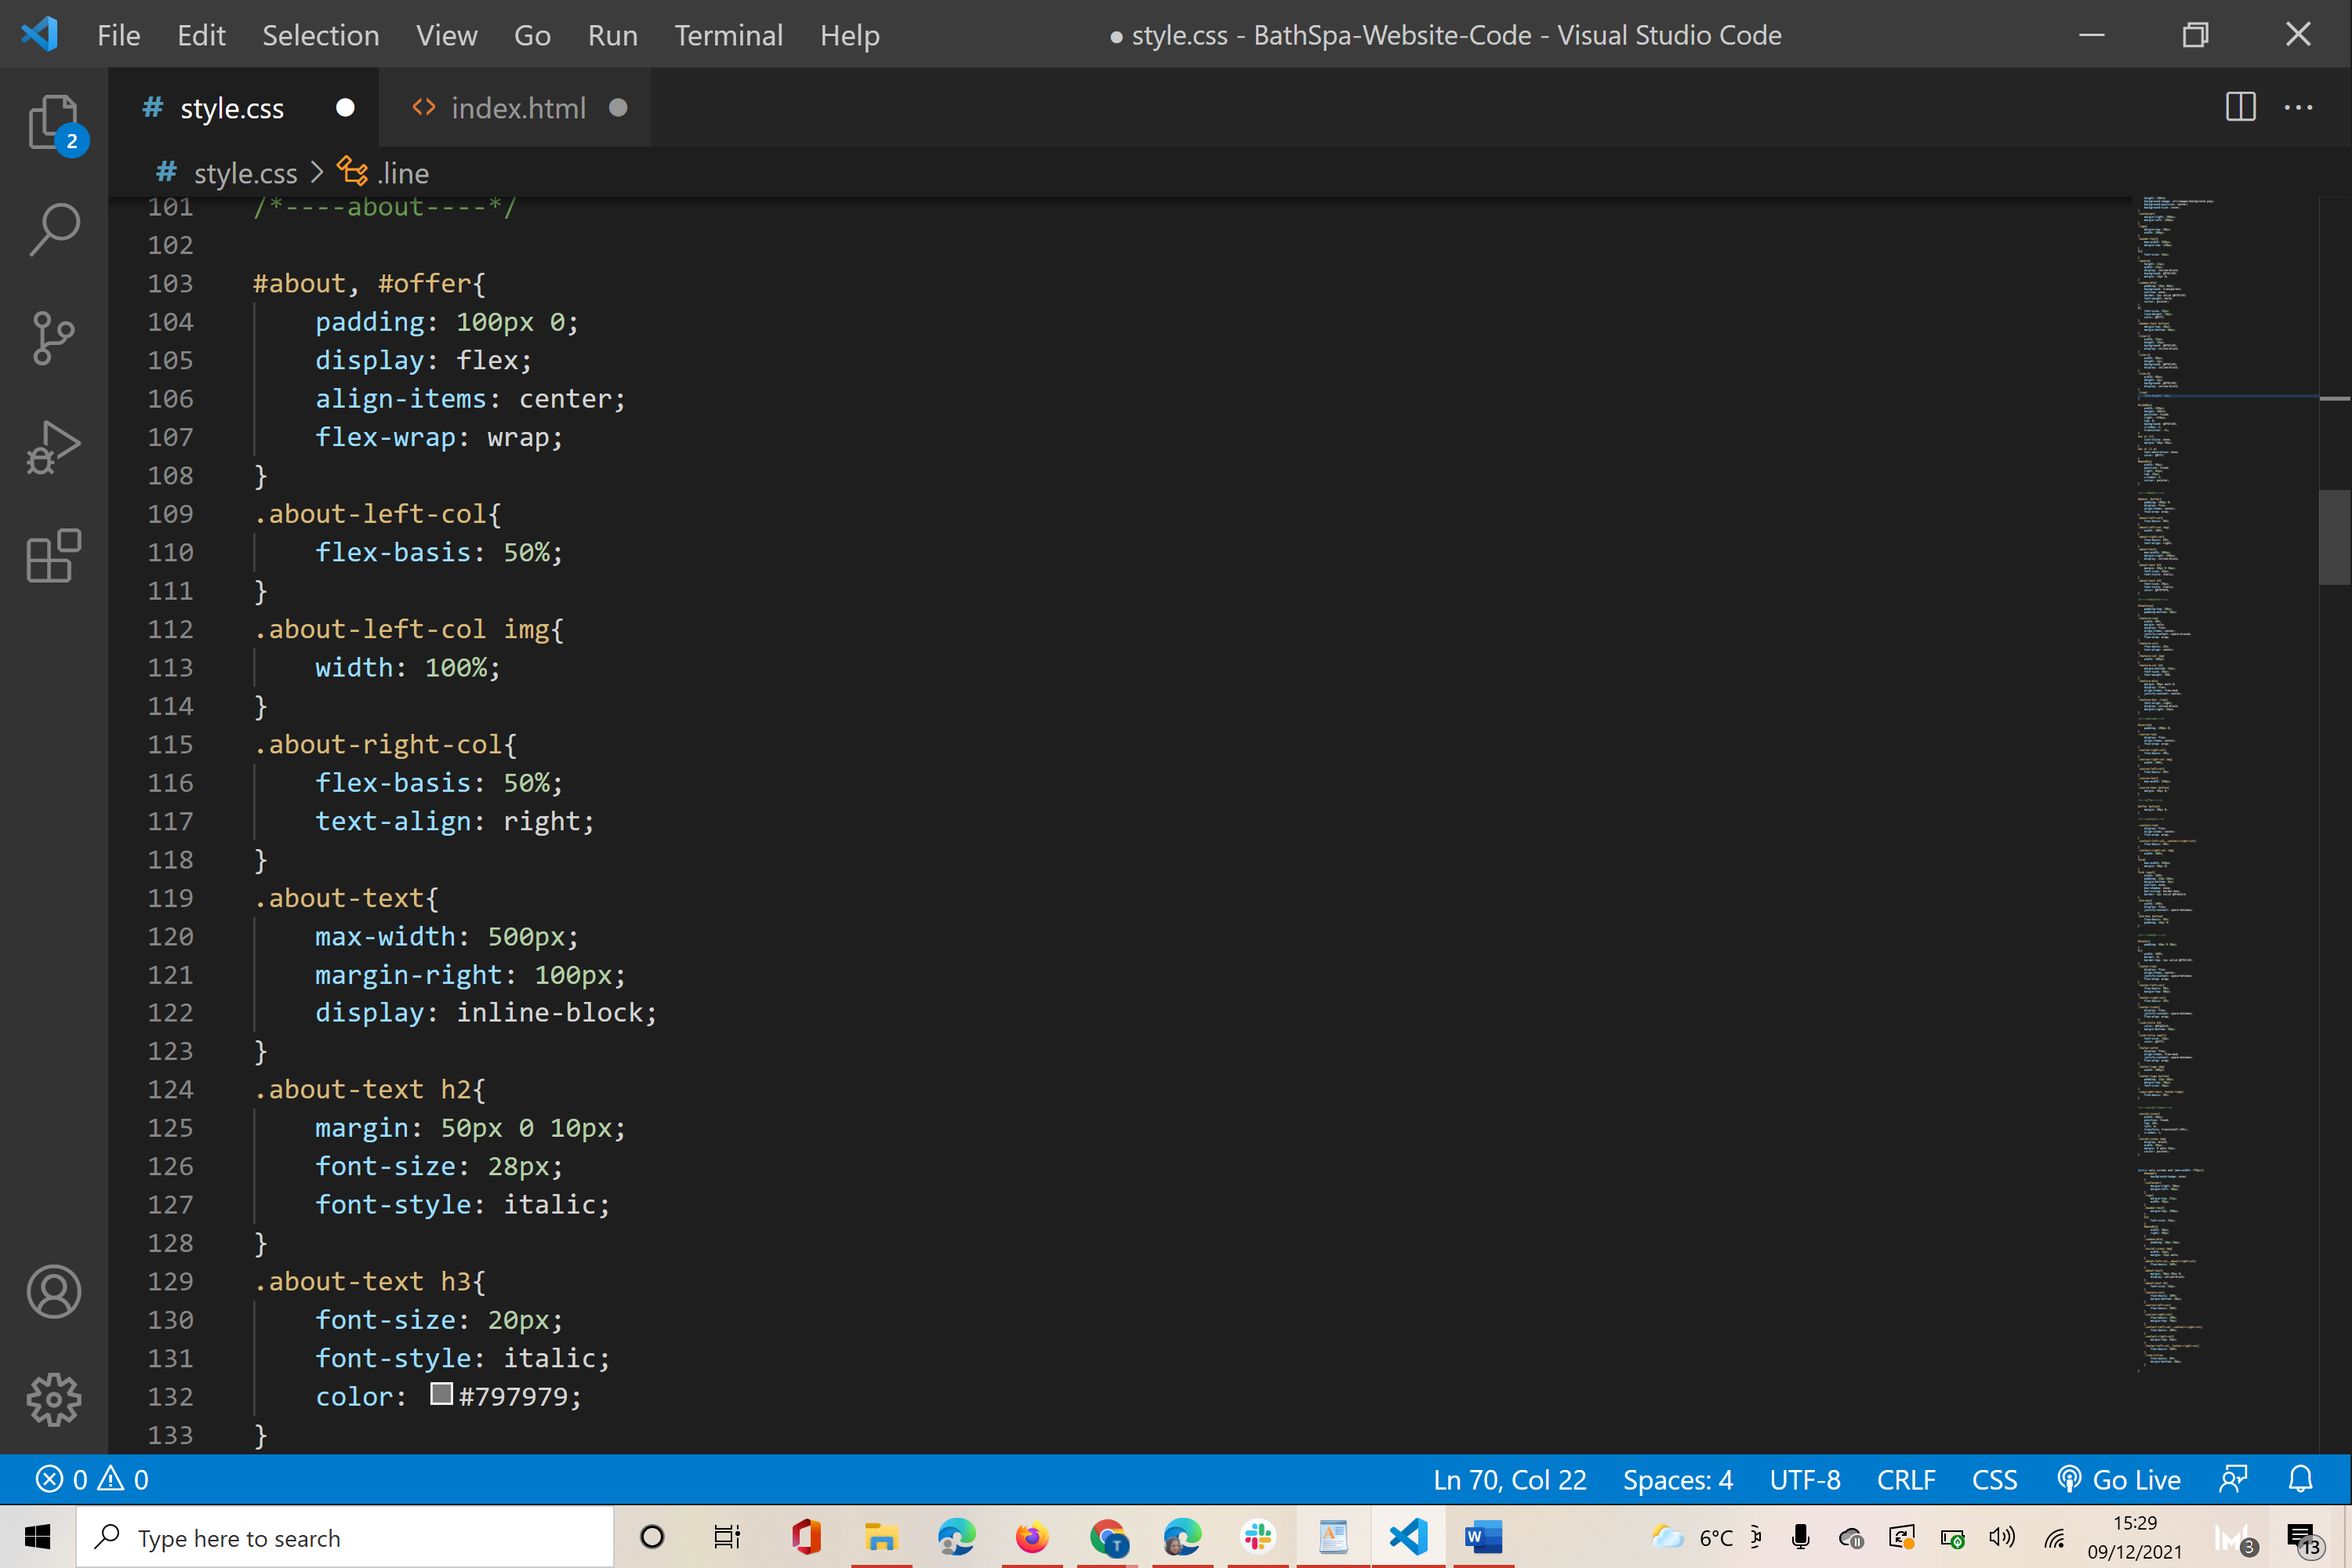 File Edit Selection View Go Run Terminal Help ● style.css - BathSpa-Website-Code - Visual Studio Code
# style.css ● <> index.html ●
2
# style.css > .line
101 /*----about----*/
102
103 #about, #offer{
104 padding: 100px 0;
105 display: flex;
106 align-items: center;
107 flex-wrap: wrap;
108 }
109 .about-left-col{
110 flex-basis: 50%;
111 }
112 .about-left-col img{
113 width: 100%;
114 }
115 .about-right-col{
116 flex-basis: 50%;
117 text-align: right;
118 }
119 .about-text{
120 max-width: 500px;
121 margin-right: 100px;
122 display: inline-block;
123 }
124 .about-text h2{
125 margin: 50px 0 10px;
126 font-size: 28px;
127 font-style: italic;
128 }
129 .about-text h3{
130 font-size: 20px;
131 font-style: italic;
132 color: #797979;
133 }
0 0 Ln 70, Col 22 Spaces: 4 UTF-8 CRLF CSS Go Live
Type here to search T W 6°C 15:29 3 13
09/12/2021